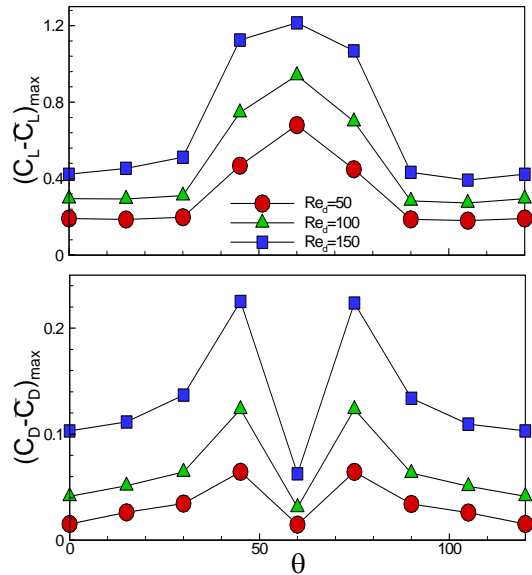 1.2
0.8
0.4
0
(C_L-C̄_L)_max
Re_d=50
Re_d=100
Re_d=150
0.2
0.1
0
(C_D-C̄_D)_max
0
50
100
θ